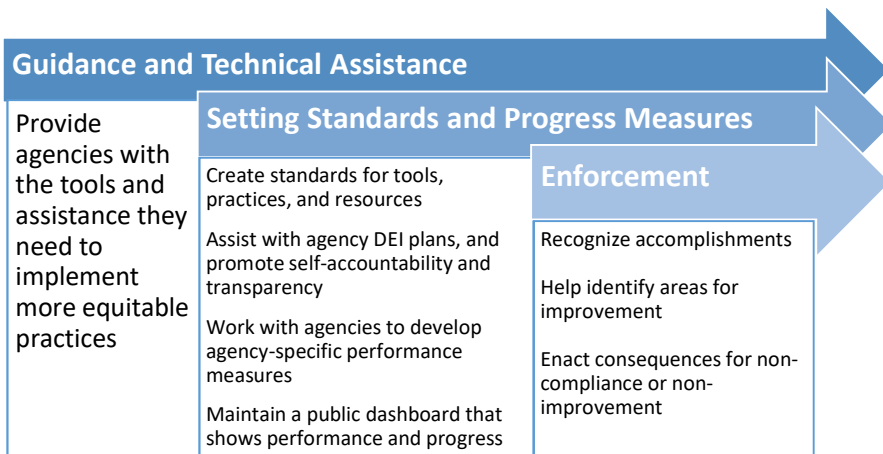 Guidance and Technical Assistance
Provide
agencies with
the tools and
assistance they
need to
implement
more equitable
practices
Setting Standards and Progress Measures
Create standards for tools,
practices, and resources
Assist with agency DEI plans, and
promote self-accountability and
transparency
Work with agencies to develop
agency-specific performance
measures
Maintain a public dashboard that
shows performance and progress
Enforcement
Recognize accomplishments
Help identify areas for
improvement
Enact consequences for non-
compliance or non-
improvement